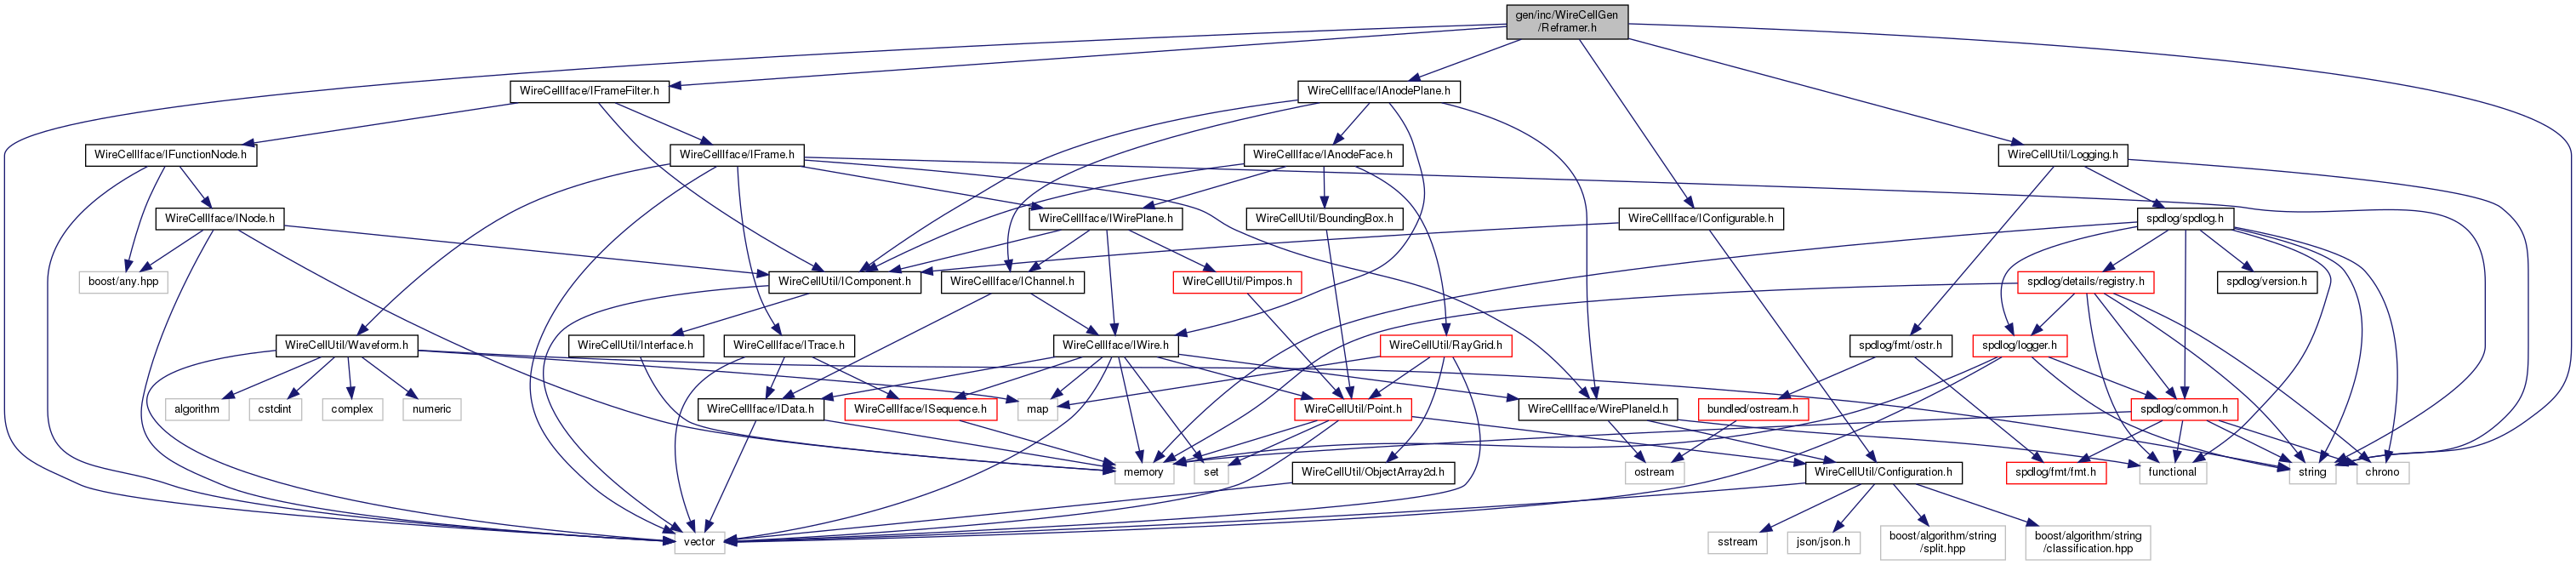 gen/inc/WireCellGen
/Reframer.h
WireCellIface/IFrameFilter.h
WireCellIface/IAnodePlane.h
WireCellIface/IFunctionNode.h
WireCellIface/IFrame.h
WireCellIface/IAnodeFace.h
WireCellUtil/Logging.h
WireCellIface/INode.h
WireCellIface/IWirePlane.h
WireCellUtil/BoundingBox.h
WireCellIface/IConfigurable.h
spdlog/spdlog.h
boost/any.hpp
WireCellUtil/IComponent.h
WireCellIface/IChannel.h
WireCellUtil/Pimpos.h
spdlog/details/registry.h
spdlog/version.h
WireCellUtil/Waveform.h
WireCellUtil/Interface.h
WireCellIface/ITrace.h
WireCellIface/IWire.h
WireCellUtil/RayGrid.h
spdlog/fmt/ostr.h
spdlog/logger.h
algorithm
cstdint
complex
numeric
WireCellIface/IData.h
WireCellIface/ISequence.h
map
WireCellUtil/Point.h
WireCellIface/WirePlaneId.h
bundled/ostream.h
spdlog/common.h
memory
set
WireCellUtil/ObjectArray2d.h
ostream
WireCellUtil/Configuration.h
spdlog/fmt/fmt.h
functional
string
chrono
vector
sstream
json/json.h
boost/algorithm/string
/split.hpp
boost/algorithm/string
/classification.hpp